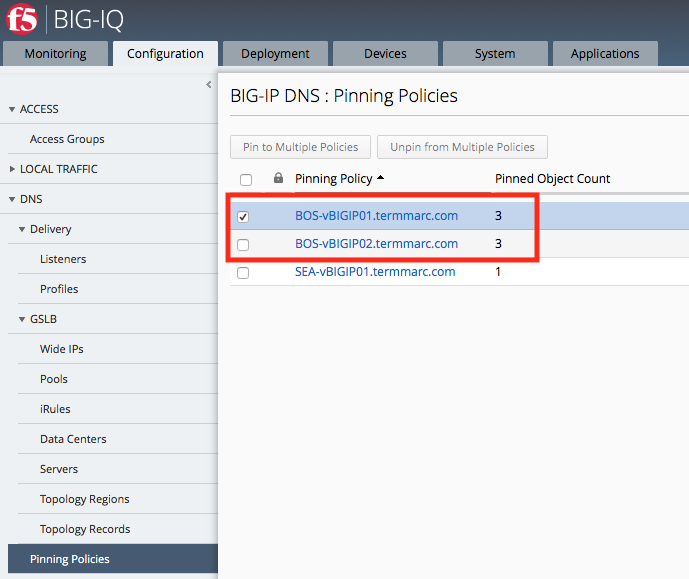 f5 BIG-IQ
Monitoring Configuration Deployment Devices System Applications
ACCESS
Access Groups
LOCAL TRAFFIC
DNS
Delivery
Listeners
Profiles
GSLB
Wide IPs
Pools
iRules
Data Centers
Servers
Topology Regions
Topology Records
Pinning Policies
BIG-IP DNS : Pinning Policies
Pin to Multiple Policies Unpin from Multiple Policies
Pinning Policy Pinned Object Count
BOS-vBIGIP01.termmarc.com 3
BOS-vBIGIP02.termmarc.com 3
SEA-vBIGIP01.termmarc.com 1